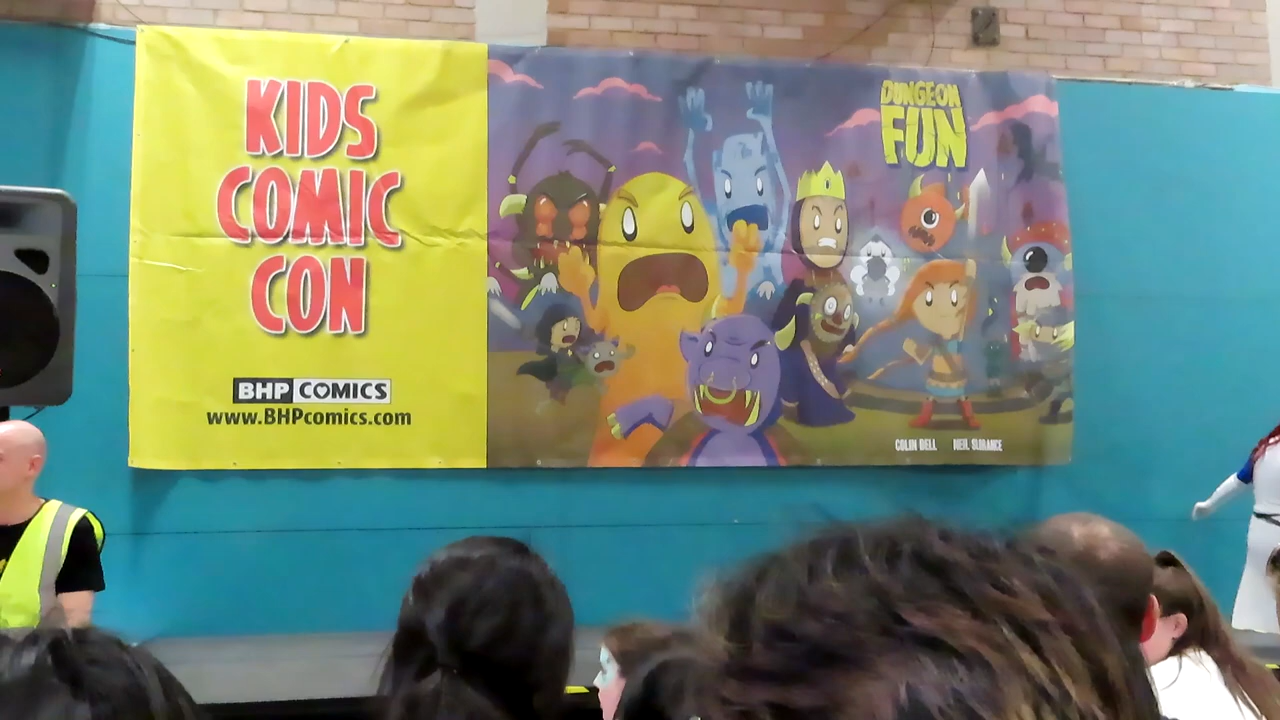 KIDS
COMIC
CON
BHP COMICS
www.BHPcomics.com
DUNGEON
FUN
COLIN BELL NEIL SLORANCE